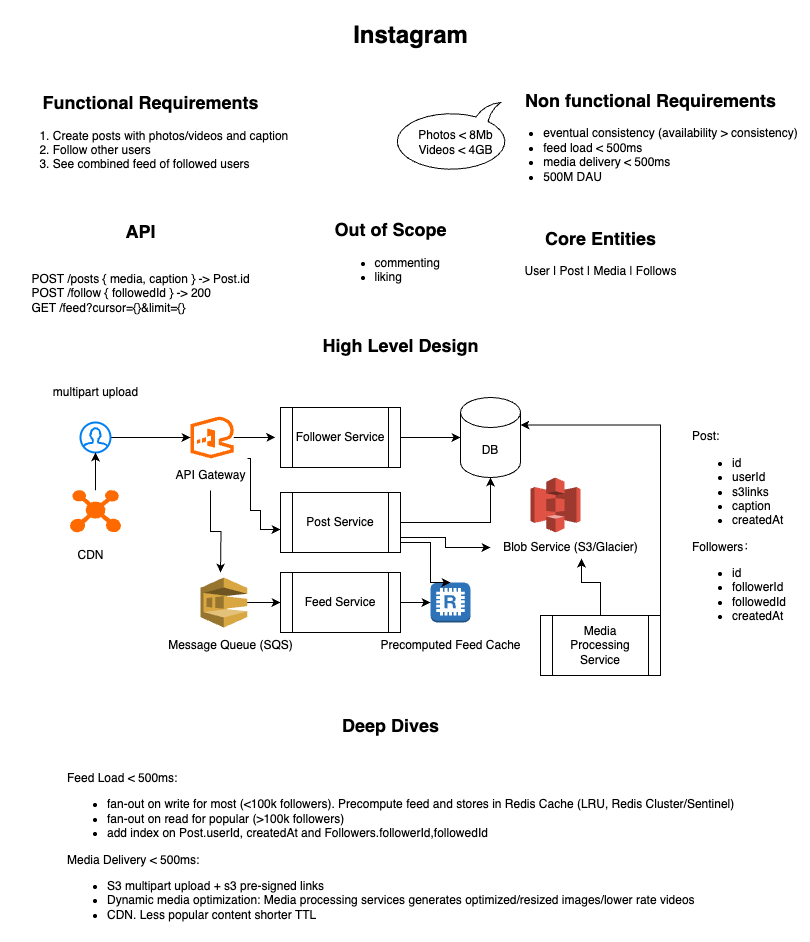 Instagram
Functional Requirements
1. Create posts with photos/videos and caption
2. Follow other users
3. See combined feed of followed users
Photos < 8Mb
Videos < 4GB
Non functional Requirements
• eventual consistency (availability > consistency)
• feed load < 500ms
• media delivery < 500ms
• 500M DAU
API
POST /posts { media, caption } -> Post.id
POST /follow { followedId } -> 200
GET /feed?cursor={}&limit={}
Out of Scope
• commenting
• liking
Core Entities
User | Post | Media | Follows
High Level Design
multipart upload
API Gateway
CDN
Follower Service
Post Service
Feed Service
Message Queue (SQS)
DB
Blob Service (S3/Glacier)
R
Precomputed Feed Cache
Media
Processing
Service
Post:
• id
• userId
• s3links
• caption
• createdAt
Followers:
• id
• followerId
• followedId
• createdAt
Deep Dives
Feed Load < 500ms:
• fan-out on write for most (<100k followers). Precompute feed and stores in Redis Cache (LRU, Redis Cluster/Sentinel)
• fan-out on read for popular (>100k followers)
• add index on Post.userId, createdAt and Followers.followerId,followedId
Media Delivery < 500ms:
• S3 multipart upload + s3 pre-signed links
• Dynamic media optimization: Media processing services generates optimized/resized images/lower rate videos
• CDN. Less popular content shorter TTL